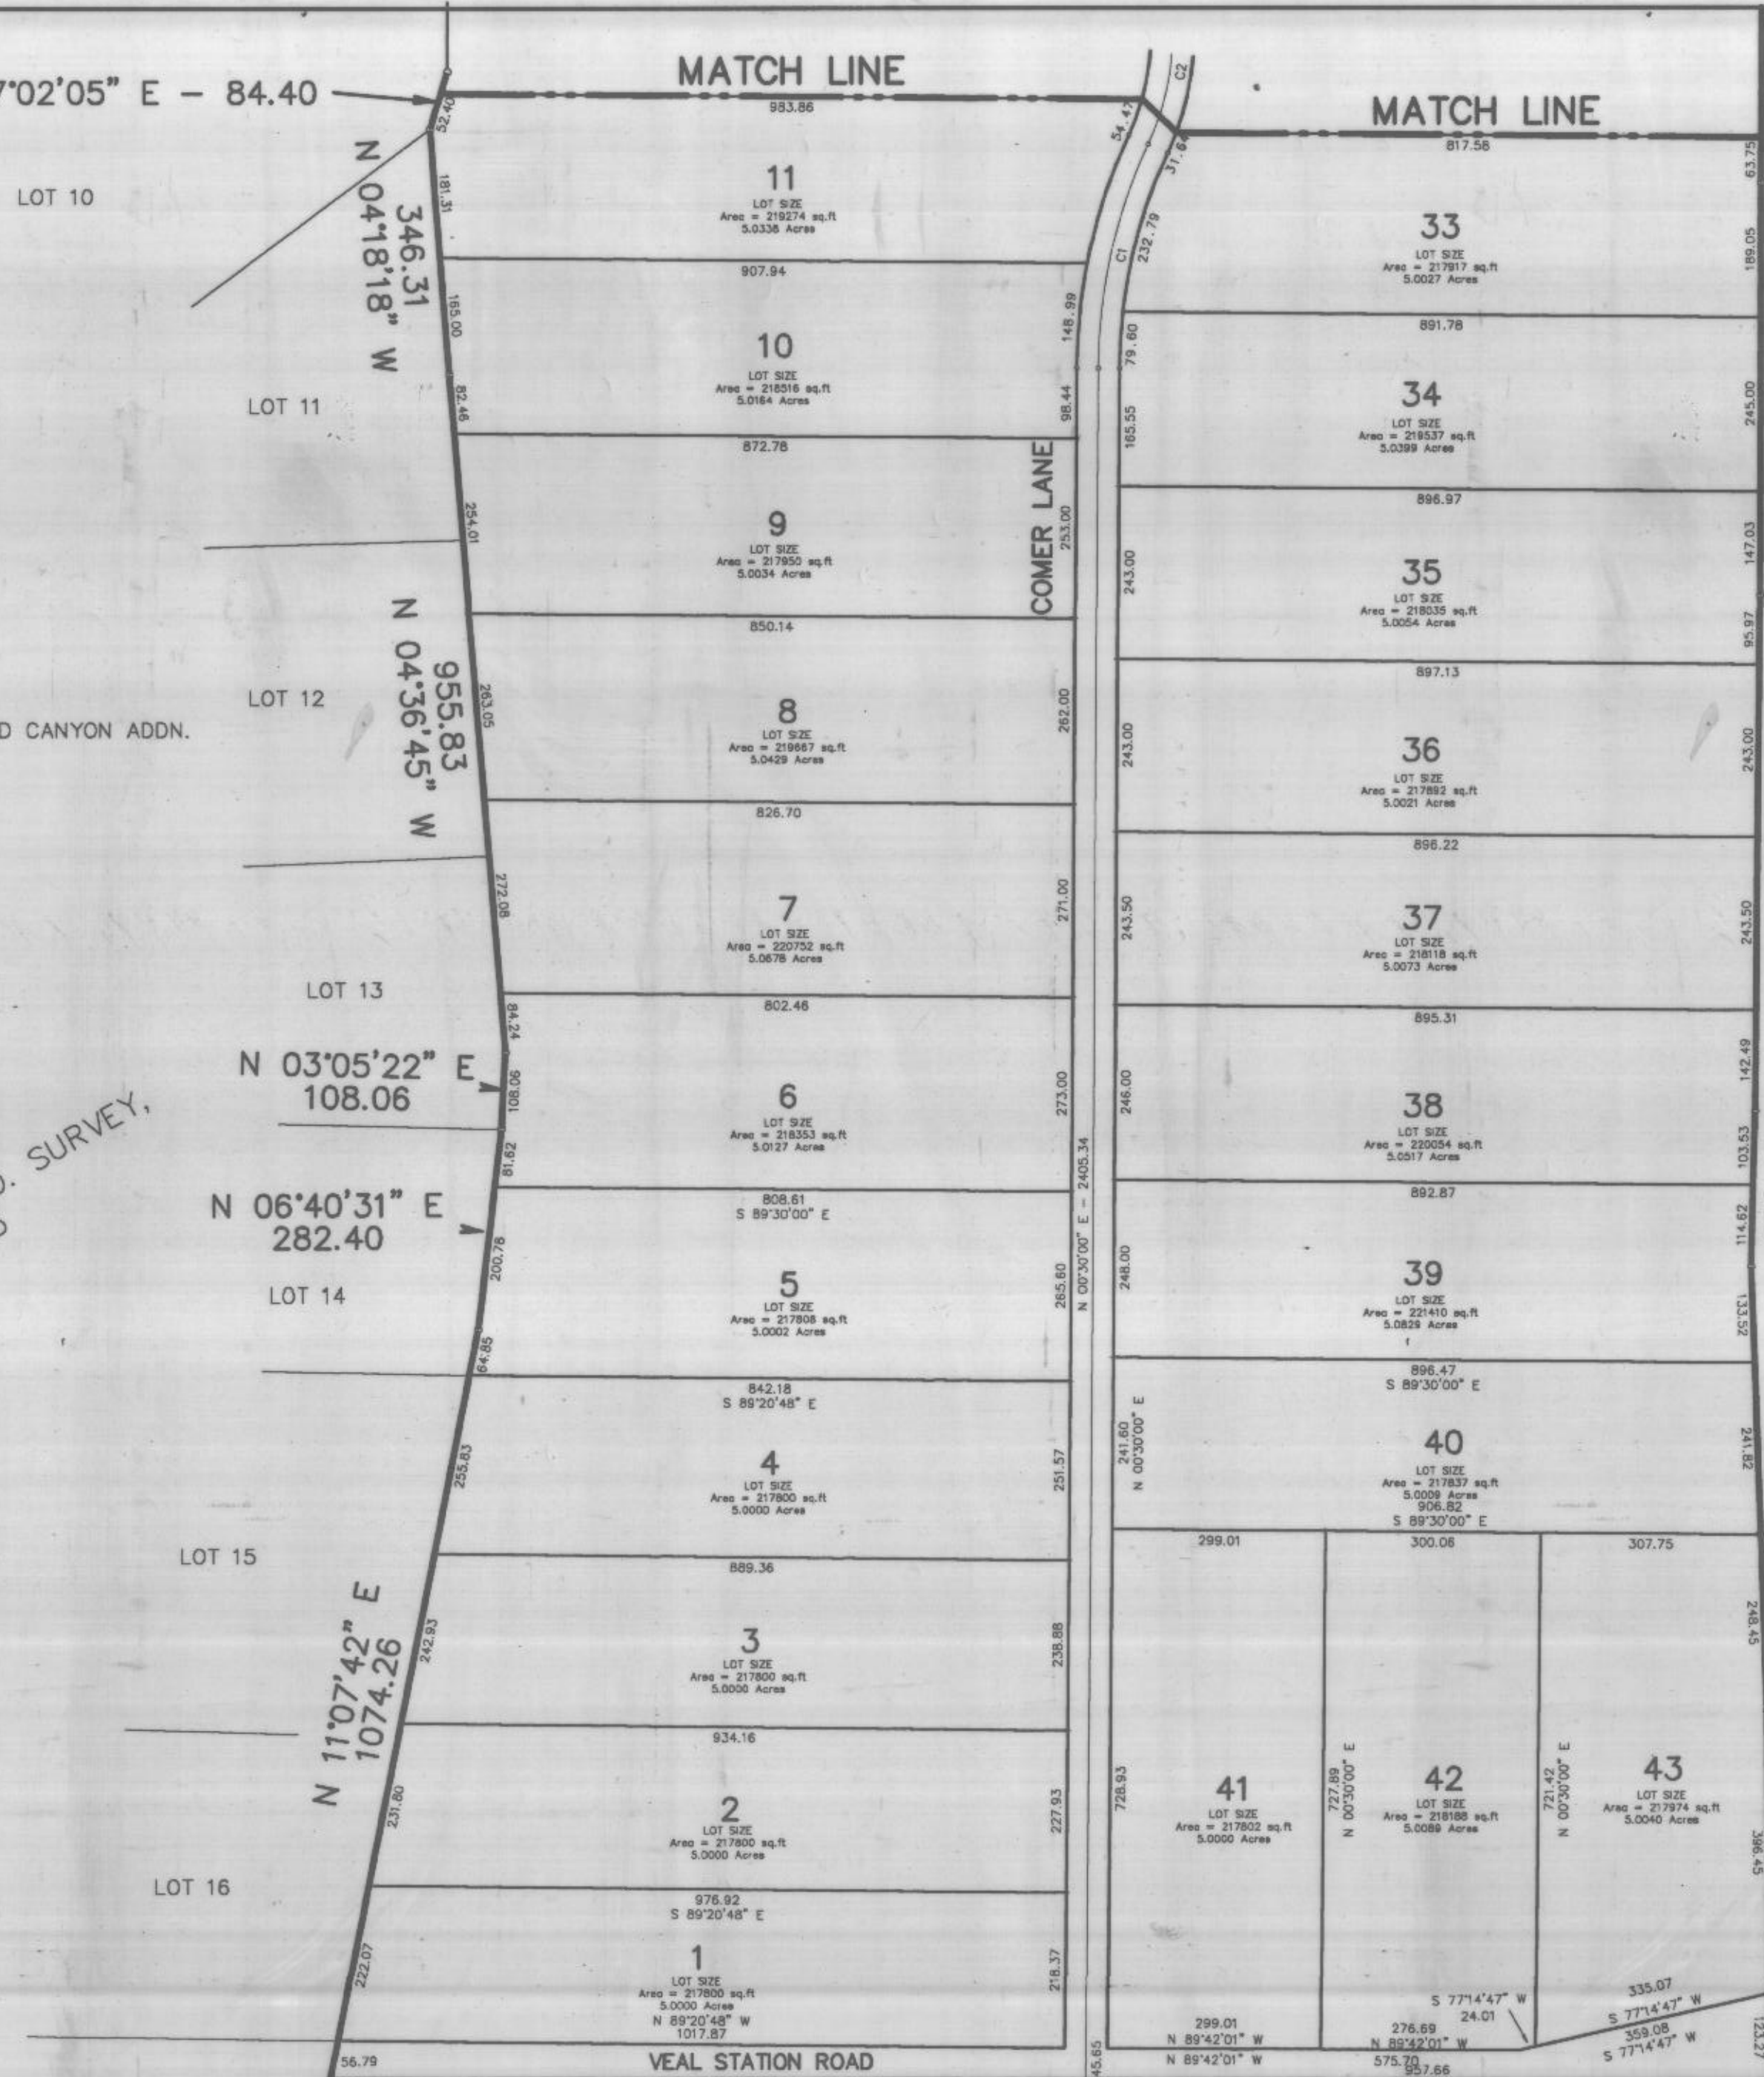 7°02'05" E - 84.40
MATCH LINE
983.86
C2
MATCH LINE
817.58
52.40
54.47
31.64
63.75
LOT 10
346.31
N 04°18'18" W
181.31
11
LOT SIZE
Area = 219274 sq.ft
5.0338 Acres
907.94
C1
232.79
33
LOT SIZE
Area = 217917 sq.ft
5.0027 Acres
189.05
891.78
165.00
10
LOT SIZE
Area = 218516 sq.ft
5.0164 Acres
148.99
79.60
LOT 11
82.46
98.44
872.78
165.55
34
LOT SIZE
Area = 219537 sq.ft
5.0399 Acres
245.00
896.97
COMER LANE
254.01
9
LOT SIZE
Area = 217950 sq.ft
5.0034 Acres
253.00
850.14
243.00
35
LOT SIZE
Area = 218035 sq.ft
5.0054 Acres
147.03
95.97
897.13
LOT 12
D CANYON ADDN.
955.83
N 04°36'45" W
263.05
8
LOT SIZE
Area = 219667 sq.ft
5.0429 Acres
262.00
826.70
243.00
36
LOT SIZE
Area = 217892 sq.ft
5.0021 Acres
243.00
896.22
272.08
7
LOT SIZE
Area = 220752 sq.ft
5.0678 Acres
271.00
802.46
243.50
37
LOT SIZE
Area = 218118 sq.ft
5.0073 Acres
243.50
895.31
LOT 13
84.24
N 03°05'22" E
108.06
108.06
81.62
6
LOT SIZE
Area = 218353 sq.ft
5.0127 Acres
273.00
808.61
S 89°30'00" E
246.00
38
LOT SIZE
Area = 220054 sq.ft
5.0517 Acres
142.49
103.53
892.87
SURVEY,
N 06°40'31" E
282.40
LOT 14
200.78
64.85
5
LOT SIZE
Area = 217808 sq.ft
5.0002 Acres
265.60
N 00°30'00" E - 2405.34
842.18
S 89°20'48" E
248.00
39
LOT SIZE
Area = 221410 sq.ft
5.0829 Acres
114.62
133.52
896.47
S 89°30'00" E
255.83
4
LOT SIZE
Area = 217800 sq.ft
5.0000 Acres
251.57
889.36
241.60
N 00°30'00" E
40
LOT SIZE
Area = 217837 sq.ft
5.0009 Acres
906.82
S 89°30'00" E
241.82
299.01
300.06
307.75
LOT 15
N 11°07'42" E
1074.26
242.93
3
LOT SIZE
Area = 217800 sq.ft
5.0000 Acres
238.88
934.16
248.45
231.80
2
LOT SIZE
Area = 217800 sq.ft
5.0000 Acres
227.93
976.92
S 89°20'48" E
728.93
41
LOT SIZE
Area = 217802 sq.ft
5.0000 Acres
727.89
N 00°30'00" E
42
LOT SIZE
Area = 218188 sq.ft
5.0089 Acres
721.42
N 00°30'00" E
43
LOT SIZE
Area = 217974 sq.ft
5.0040 Acres
396.45
LOT 16
222.07
1
LOT SIZE
Area = 217800 sq.ft
5.0000 Acres
N 89°20'48" W
1017.87
218.37
299.01
N 89°42'01" W
N 89°42'01" W
S 77°14'47" W
24.01
276.69
N 89°42'01" W
575.70
957.66
335.07
S 77°14'47" W
359.08
S 77°14'47" W
123.27
56.79
VEAL STATION ROAD
45.65